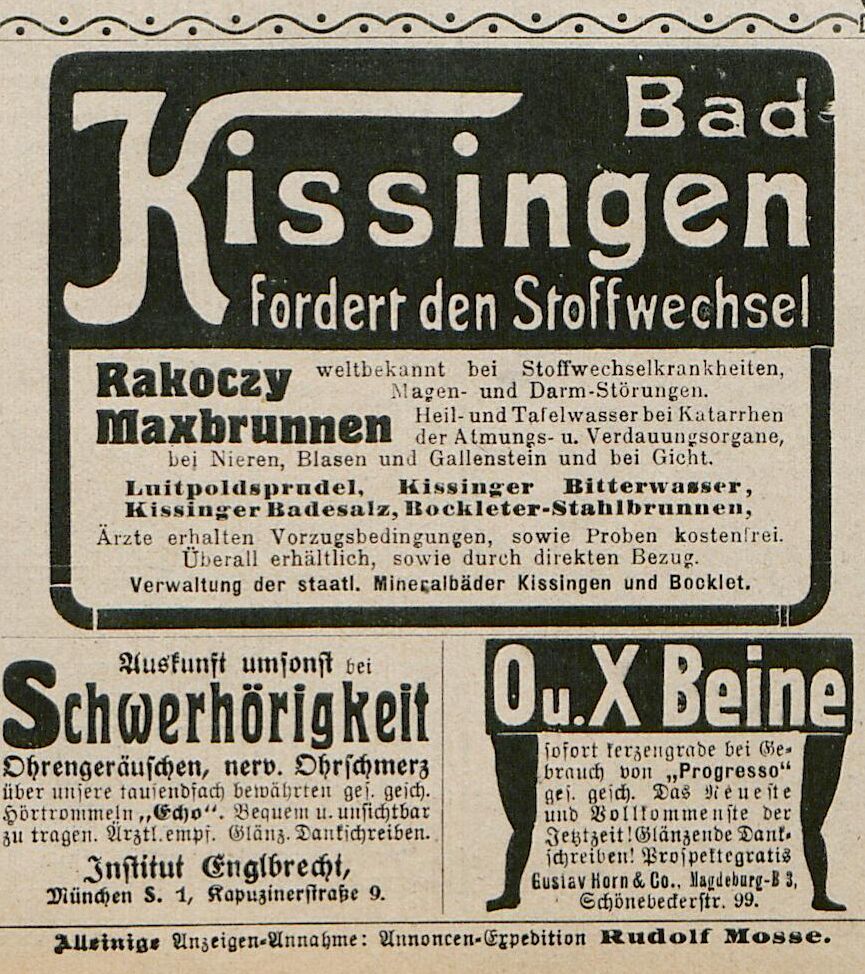 Bad
Kissingen
fördert den Stoffwechsel
Rakoczy weltbekannt bei Stoffwechselkrankheiten,
Magen- und Darm-Störungen.
Maxbrunnen Heil- und Tafelwasser bei Katarrhen
der Atmungs- u. Verdauungsorgane,
bei Nieren, Blasen und Gallenstein und bei Gicht.
Luitpoldsprudel, Kissinger Bitterwasser,
Kissinger Badesalz, Bockleter-Stahlbrunnen,
Ärzte erhalten Vorzugsbedingungen, sowie Proben kostenfrei.
Überall erhältlich, sowie durch direkten Bezug.
Verwaltung der staatl. Mineralbäder Kissingen und Booklet.
Auskunft umsonst bei
Schwerhörigkeit
Ohrengeräuschen, nerv. Ohrschmerz
über unsere tausendfach bewährten ges. gesch.
Hörtrommeln „Echo“. Bequem u. unsichtbar
zu tragen. Ärztl. empf. Glänz. Dankschreiben.
Institut Englbrecht,
München S. 1, Kapuzinerstraße 9.
O u. X Beine
sofort kerzengrade bei Ge-
brauch von „Progresso“
ges. gesch. Das Neueste
und Vollkommenste der
Jetztzeit! Glänzende Dank-
schreiben! Prospekte gratis
Gustav Horn & Co., Magdeburg-B 3,
Schönebeckerstr. 99.
Alleinige Anzeigen-Annahme: Annoncen-Expedition Rudolf Mosse.